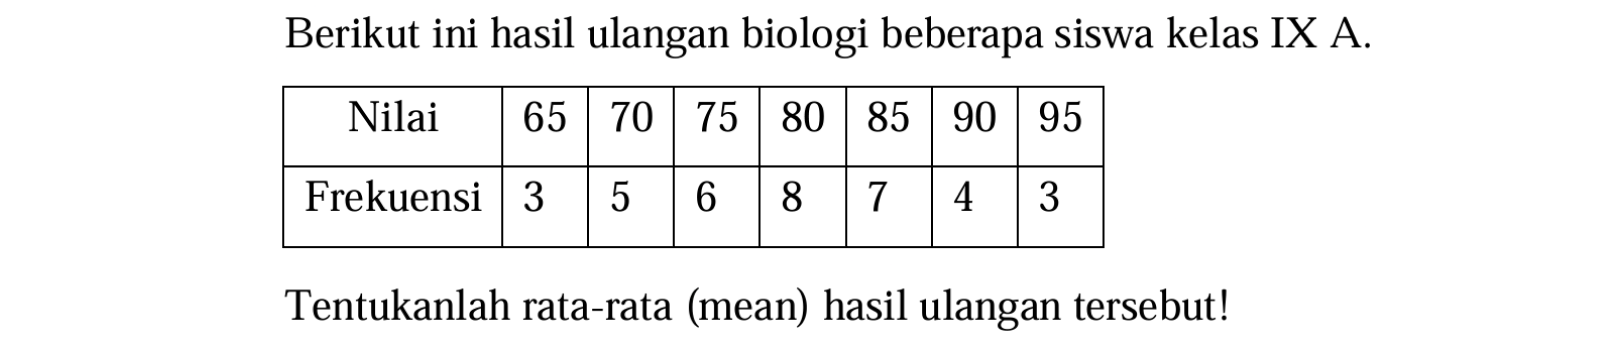 Berikut ini hasil ulangan biologi beberapa siswa kelas IX A.
Nilai 65 70 75 80 85 90 95
Frekuensi 3 5 6 8 7 4 3
Tentukanlah rata-rata (mean) hasil ulangan tersebut!